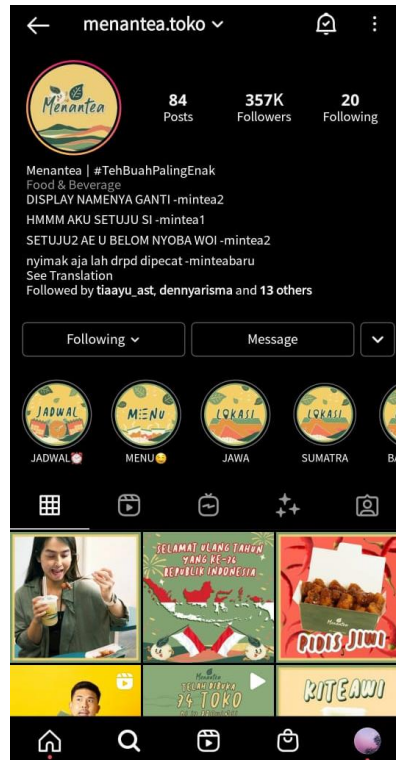 menantea.toko
Menantea
84
Posts
357K
Followers
20
Following
Menantea | #TehBuahPalingEnak
Food & Beverage
DISPLAY NAMENYA GANTI -mintea2
HMMM AKU SETUJU SI -mintea1
SETUJU2 AE U BELOM NYOBA WOI -mintea2
nyimak aja lah drpd dipecat -minteabaru
See Translation
Followed by tiaayu_ast, dennyarisma and 13 others
Following
Message
JADWAL
MENU
LOKASI
LOKASI
JADWAL
MENU
JAWA
SUMATRA
BA
SELAMAT ULANG TAHUN
YANG KE-76
REPUBLIK INDONESIA
Menantea
PIDIS JIWI
Menantea
TELAH DIBUKA
74 TOKO
KITEAWI